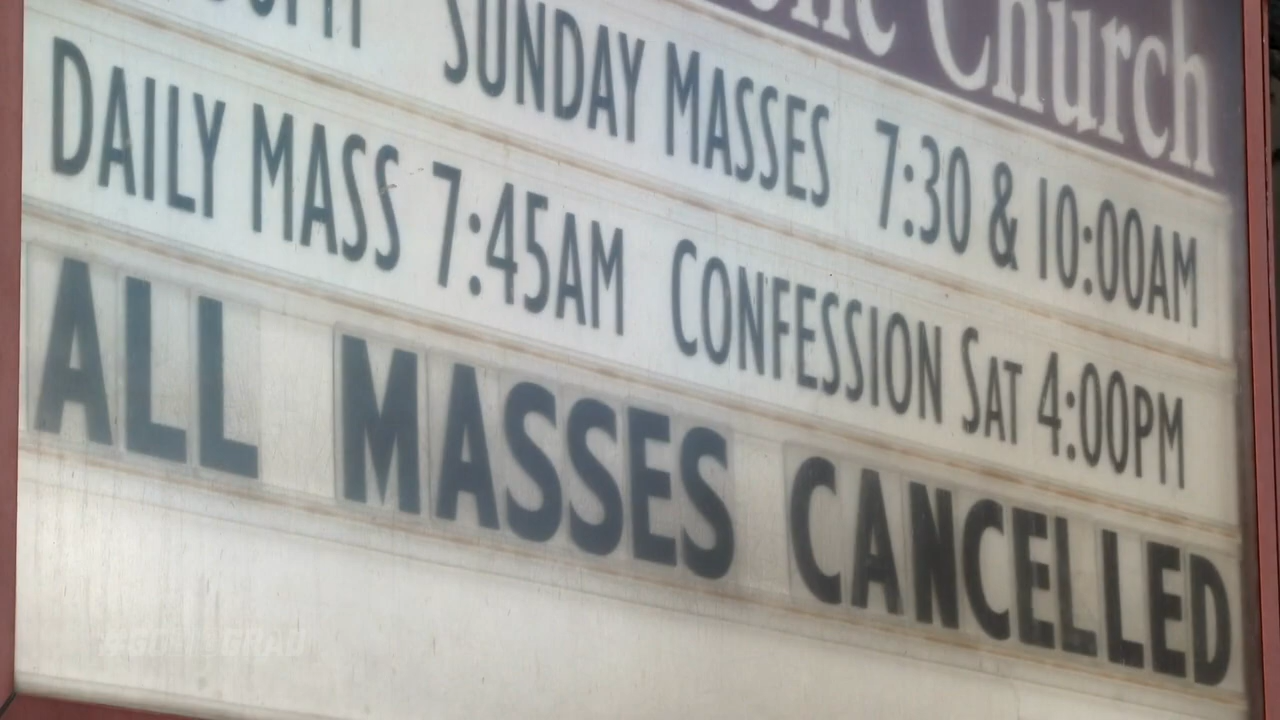 Church
SUNDAY MASSES 7:30 & 10:00AM
DAILY MASS 7:45AM CONFESSION SAT 4:00PM
ALL MASSES CANCELLED